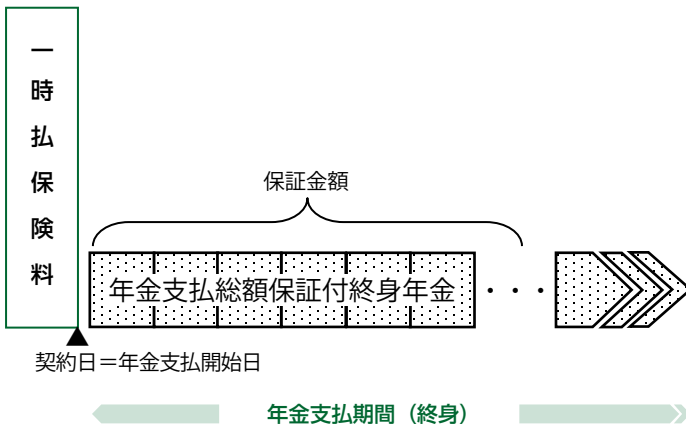 一時払保険料
保証金額
年金支払総額保証付終身年金 ・・・
契約日＝年金支払開始日
年金支払期間（終身）